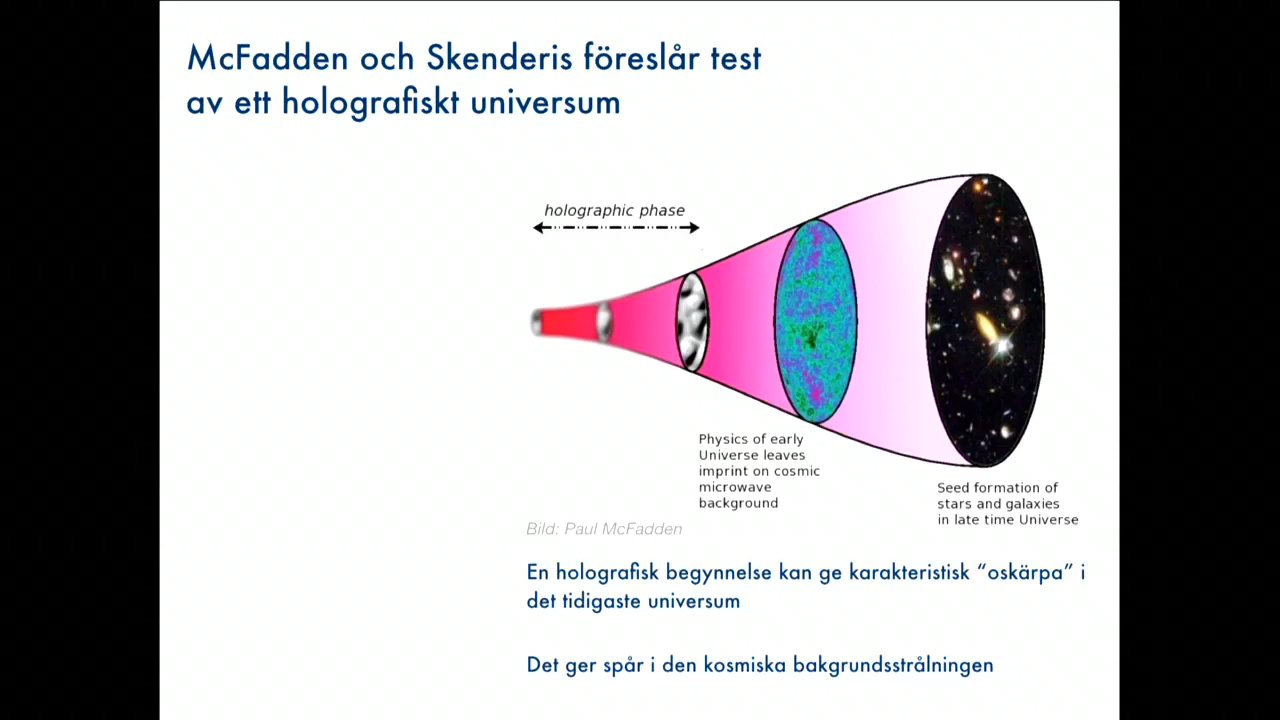 McFadden och Skenderis föreslår test
av ett holografiskt universum
holographic phase
Physics of early
Universe leaves
imprint on cosmic
microwave
background
Seed formation of
stars and galaxies
in late time Universe
Bild: Paul McFadden
En holografisk begynnelse kan ge karakteristisk “oskärpa” i
det tidigaste universum
Det ger spår i den kosmiska bakgrundsstrålningen